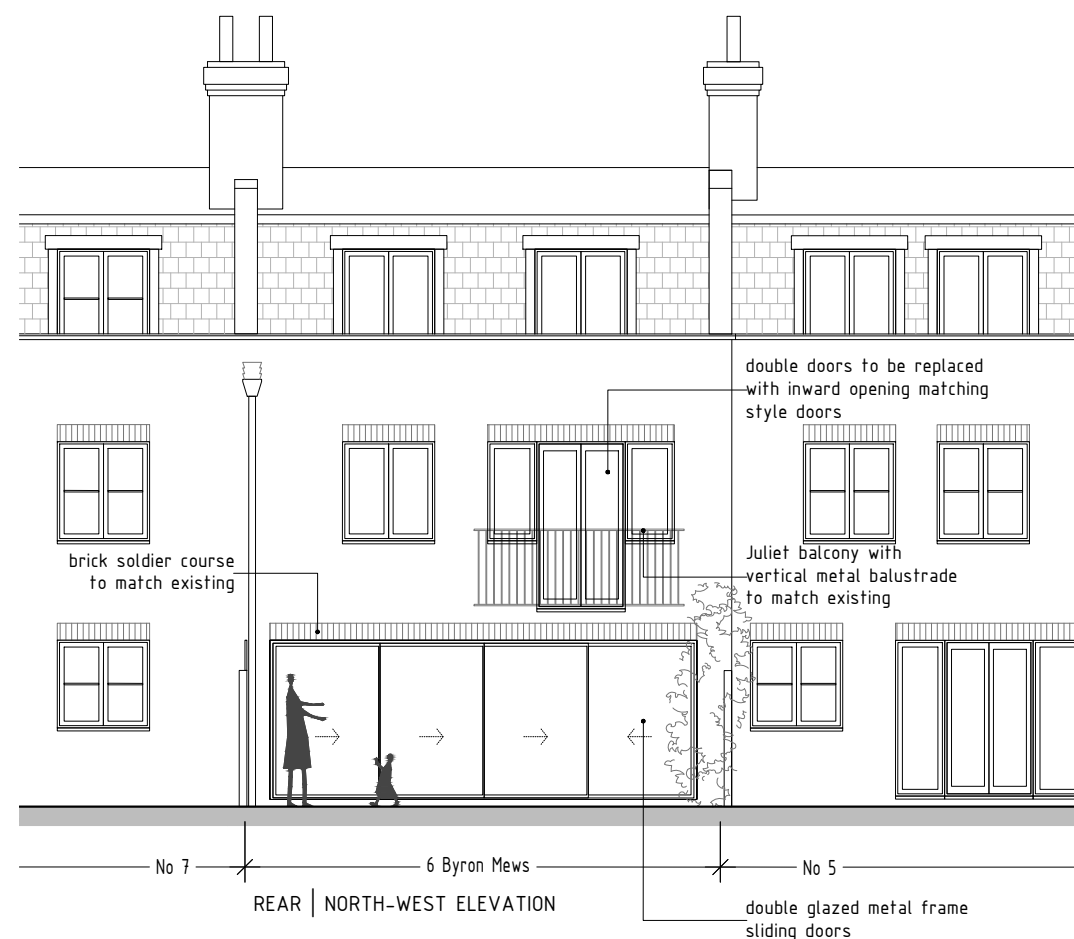 double doors to be replaced
with inward opening matching
style doors
brick soldier course
to match existing
Juliet balcony with
vertical metal balustrade
to match existing
No 7
6 Byron Mews
No 5
REAR | NORTH-WEST ELEVATION
double glazed metal frame
sliding doors